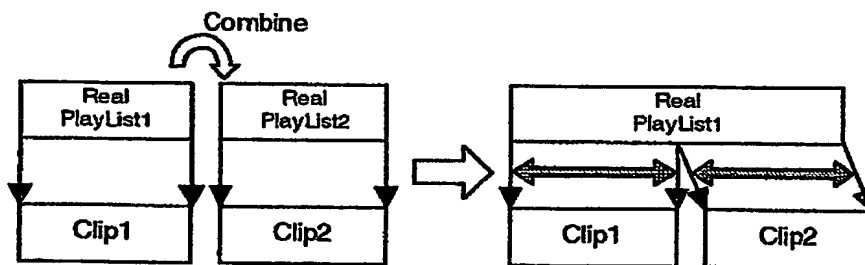 Combine
Real
PlayList1
Real
PlayList2
Real
PlayList1
Clip1
Clip2
Clip1
Clip2